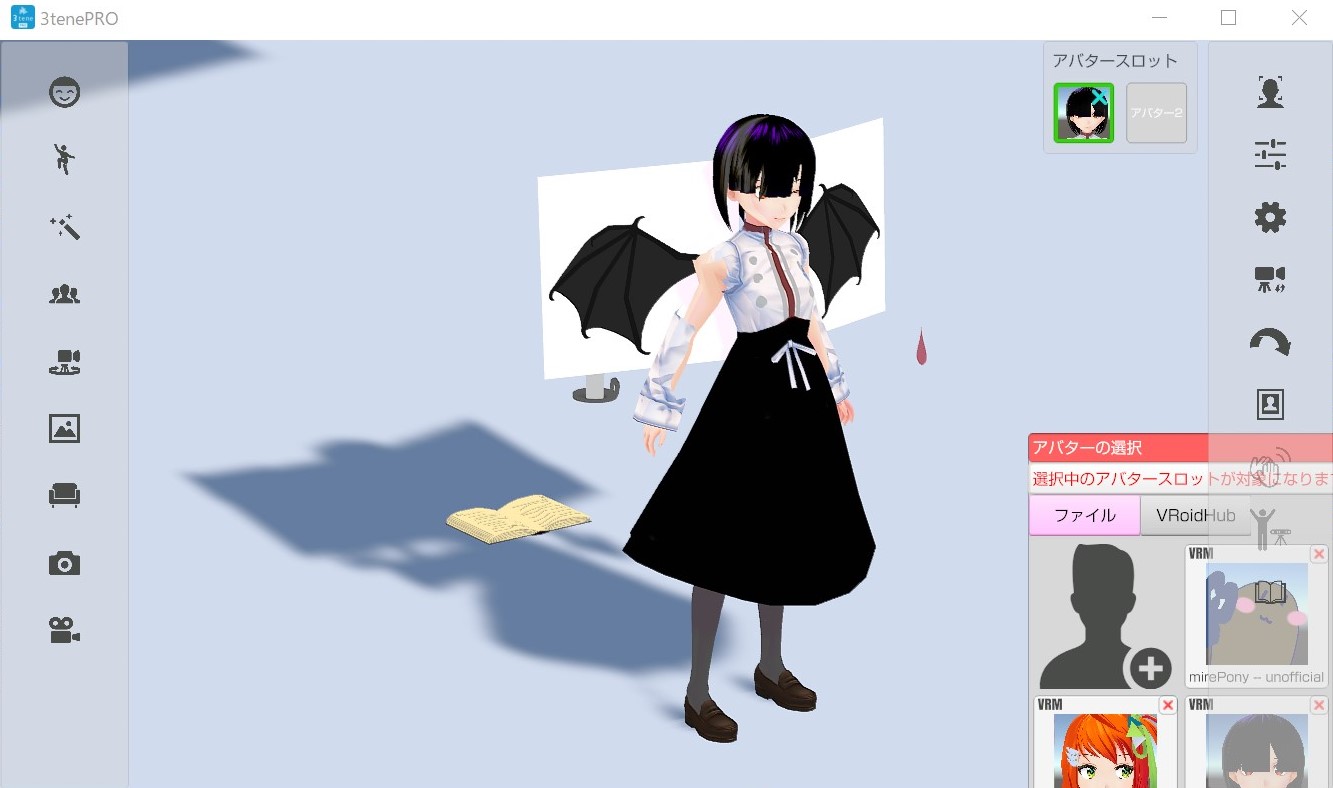 3tenePRO
アバタースロット
アバター2
アバターの選択
選択中のアバタースロットが対象になりま
ファイル
VRoidHub
VRM
mirePony – unofficial
VRM
VRM